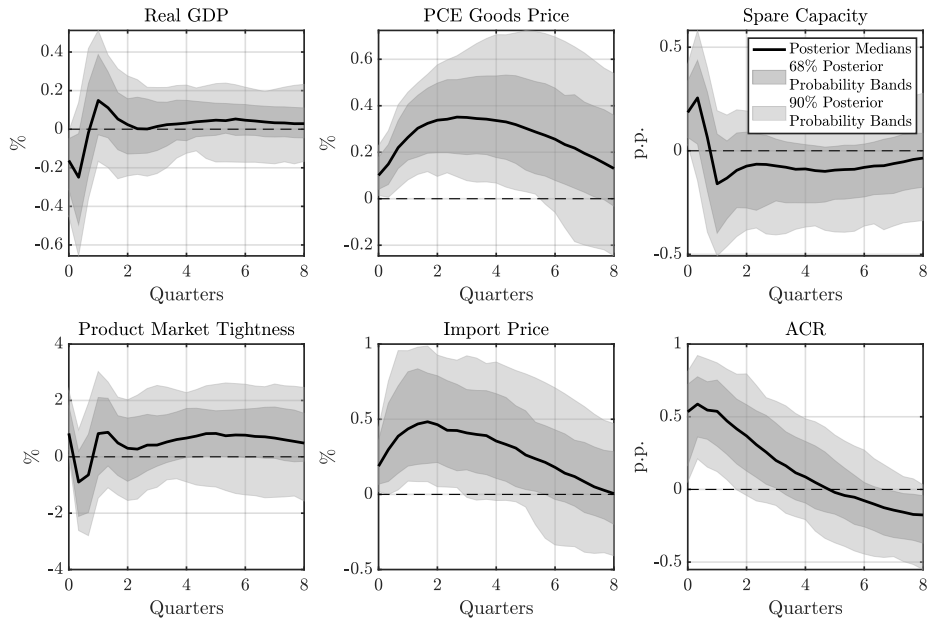 Real GDP
0.4
0.2
0
-0.2
-0.4
-0.6
%
0 2 4 6 8
Quarters
PCE Goods Price
0.6
0.4
0.2
0
-0.2
%
0 2 4 6 8
Quarters
Spare Capacity
0.5
0
-0.5
p.p.
Posterior Medians
68% Posterior
Probability Bands
90% Posterior
Probability Bands
0 2 4 6 8
Quarters
Product Market Tightness
4
2
0
-2
-4
%
0 2 4 6 8
Quarters
Import Price
1
0.5
0
-0.5
%
0 2 4 6 8
Quarters
ACR
1
0.5
0
-0.5
p.p.
0 2 4 6 8
Quarters